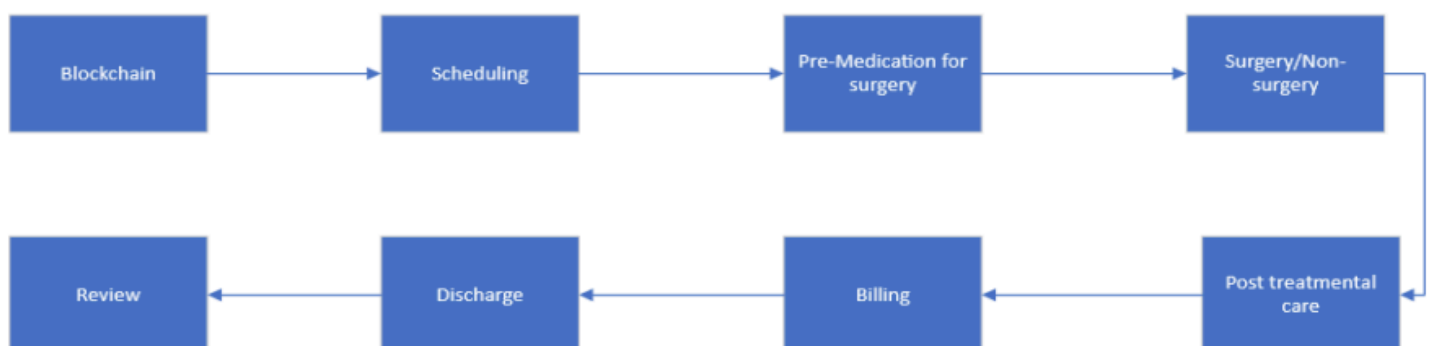 Blockchain
Scheduling
Pre-Medication for
surgery
Surgery/Non-
surgery
Post treatmental
care
Billing
Discharge
Review